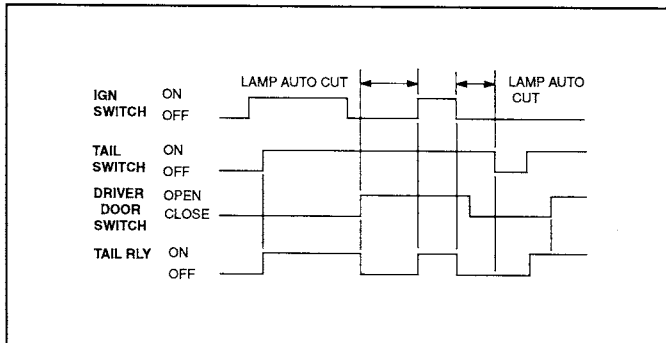 LAMP AUTO CUT
LAMP AUTO
CUT
IGN
SWITCH
ON
OFF
TAIL
SWITCH
ON
OFF
DRIVER
DOOR
SWITCH
OPEN
CLOSE
TAIL RLY
ON
OFF